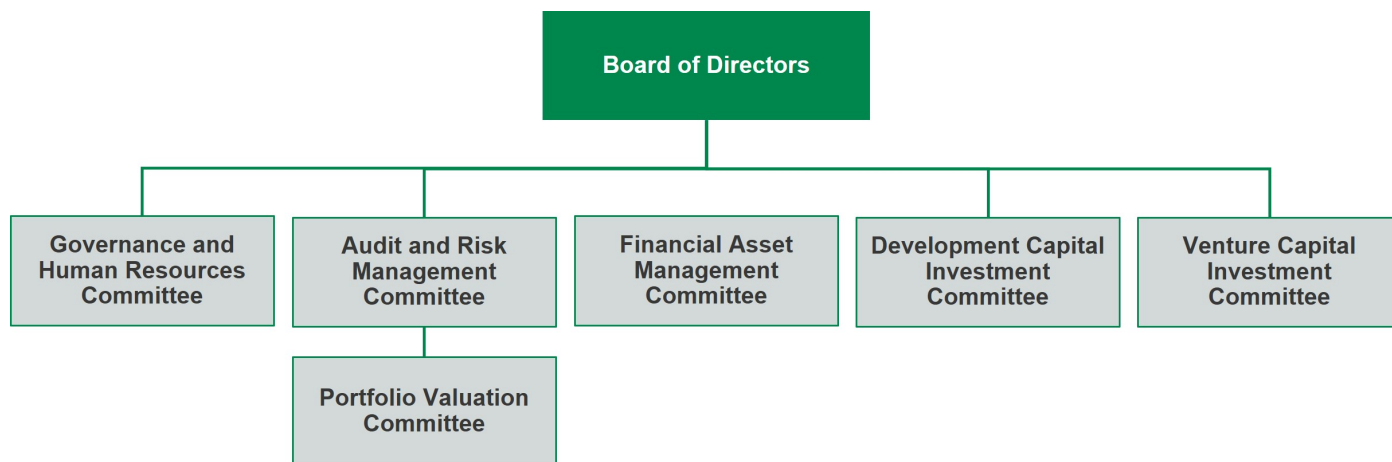 Board of Directors
Governance and
Human Resources
Committee
Audit and Risk
Management
Committee
Financial Asset
Management
Committee
Development Capital
Investment
Committee
Venture Capital
Investment
Committee
Portfolio Valuation
Committee